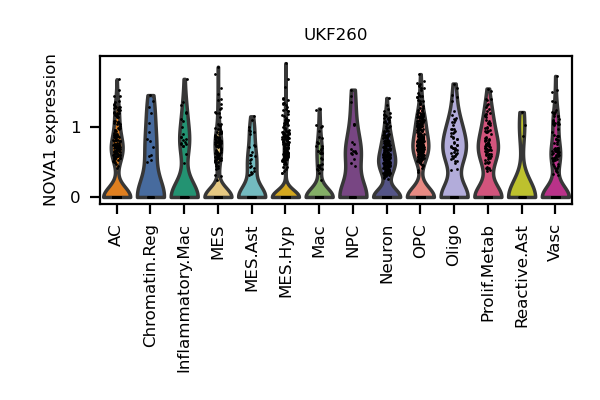 UKF260
NOVA1 expression
1
0
AC
Chromatin.Reg
Inflammatory.Mac
MES
MES.Ast
MES.Hyp
Mac
NPC
Neuron
OPC
Oligo
Prolif.Metab
Reactive.Ast
Vasc